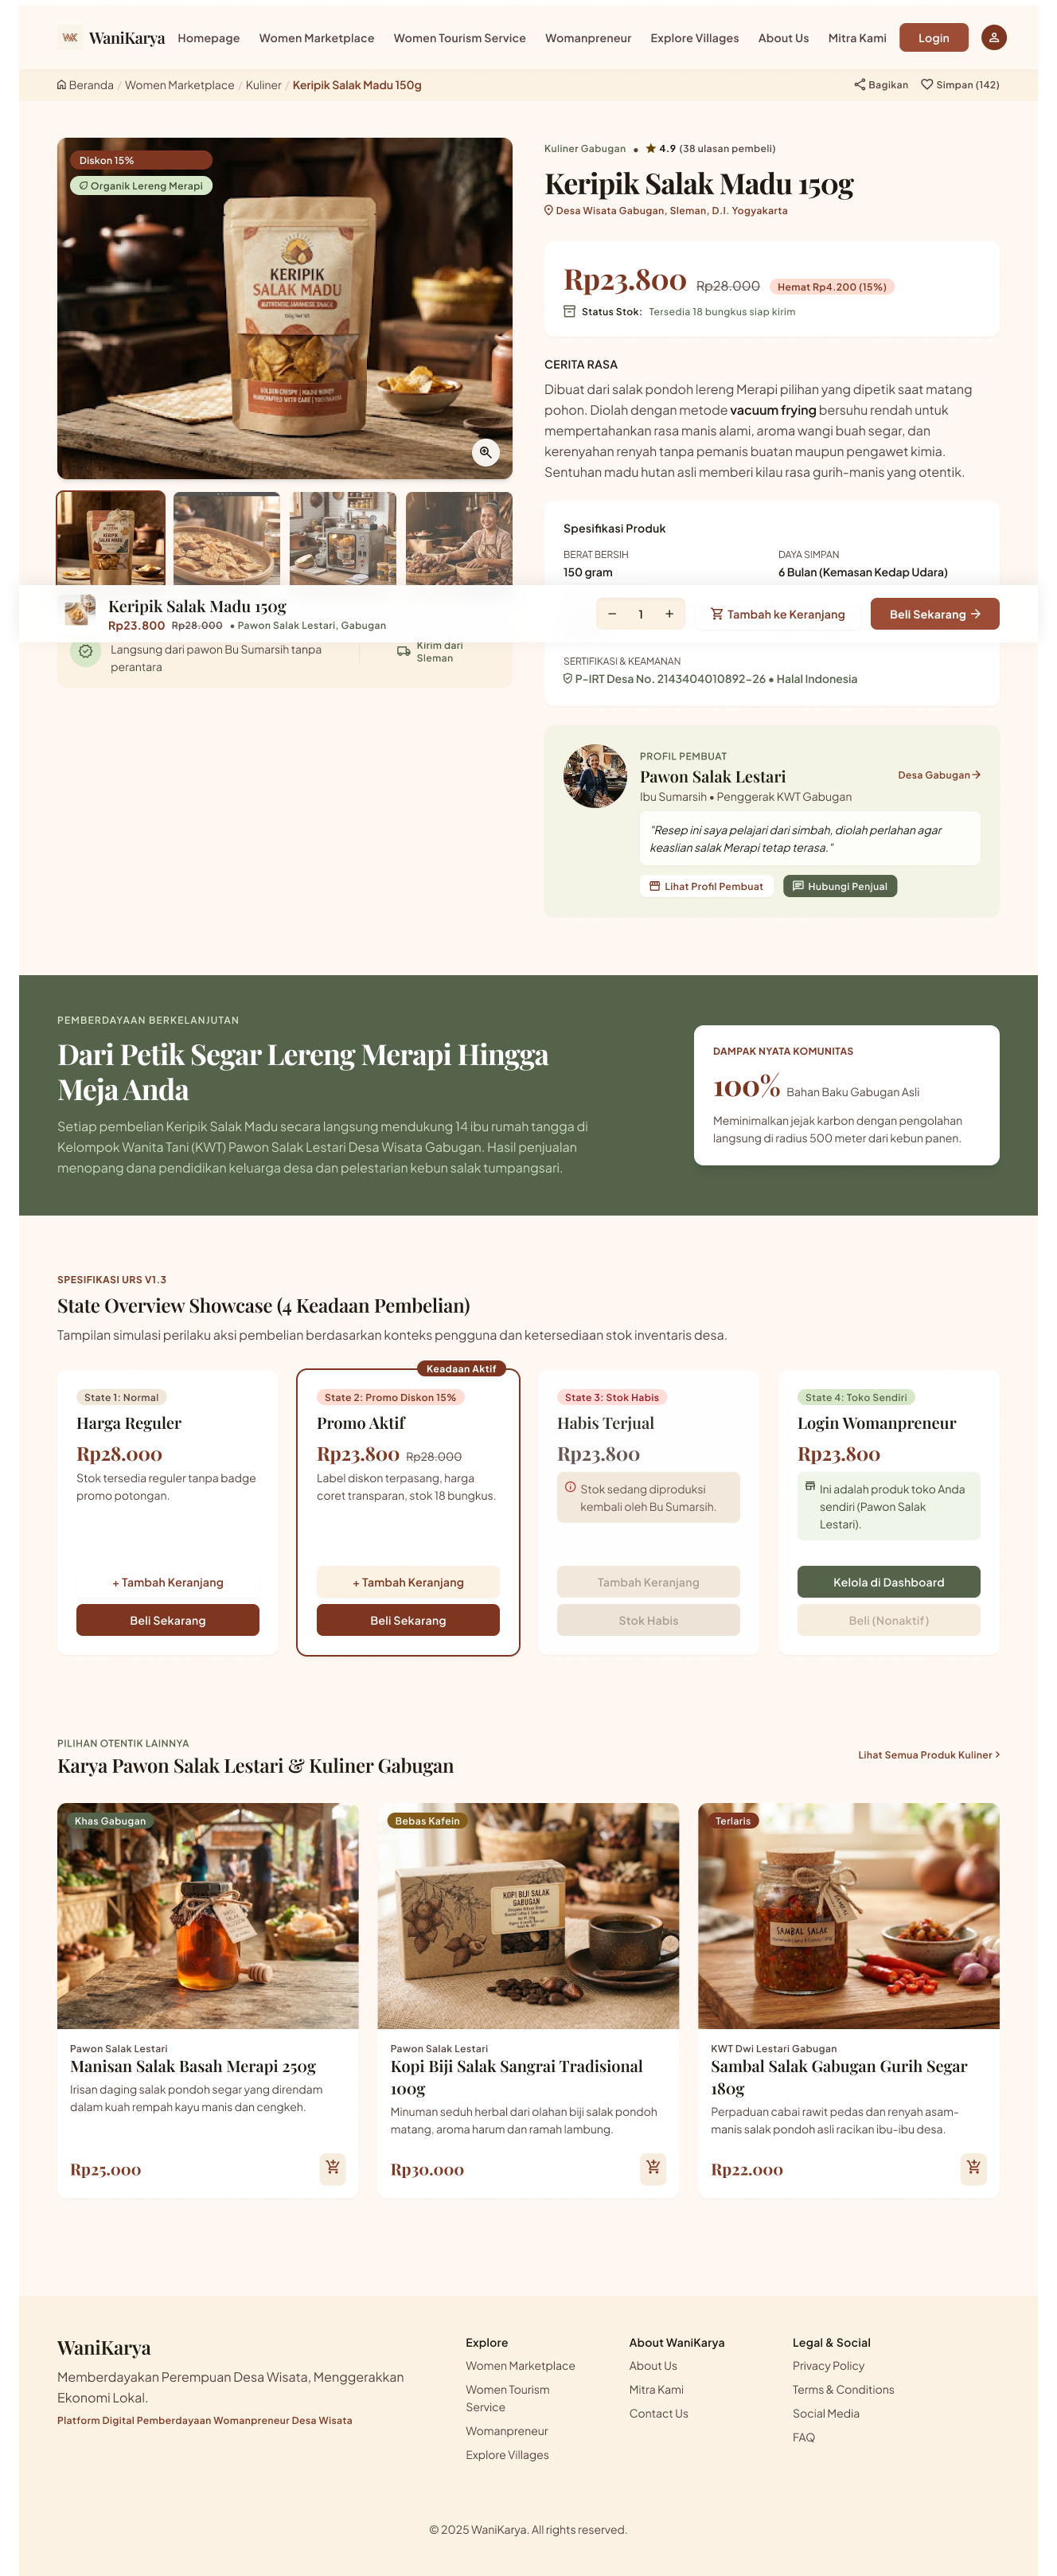 WK WaniKarya
Homepage
Women Marketplace
Women Tourism Service
Womanpreneur
Explore Villages
About Us
Mitra Kami
Login
Beranda / Women Marketplace / Kuliner / Keripik Salak Madu 150g
Bagikan
Simpan (142)
Diskon 15%
Organik Lereng Merapi
KERIPIK
SALAK MADU
AUTHENTIC JAVANESE SNACK
150g Net WT
GOLDEN CRISPY | MADU HONEY
HANDCRAFTED WITH CARE | YOGYAKARTA
Kuliner Gabungan • ★ 4.9 (38 ulasan pembeli)
Keripik Salak Madu 150g
Desa Wisata Gabugan, Sleman, D.I. Yogyakarta
Rp23.800 Rp28.000 Hemat Rp4.200 (15%)
Status Stok: Tersedia 18 bungkus siap kirim
CERITA RASA
Dibuat dari salak pondoh lereng Merapi pilihan yang dipetik saat matang
pohon. Diolah dengan metode vacuum frying bersuhu rendah untuk
mempertahankan rasa manis alami, aroma wangi buah segar, dan
kerenyahan renyah tanpa pemanis buatan maupun pengawet kimia.
Sentuhan madu hutan asli memberi kilau rasa gurih-manis yang otentik.
KERIPIK
SALAK MADU
Spesifikasi Produk
BERAT BERSIH
150 gram
DAYA SIMPAN
6 Bulan (Kemasan Kedap Udara)
Keripik Salak Madu 150g
Rp23.800 Rp28.000 • Pawon Salak Lestari, Gabugan
− 1 +
Tambah ke Keranjang
Beli Sekarang →
Langsung dari pawon Bu Sumarsih tanpa
perantara
Kirim dari
Sleman
SERTIFIKASI & KEAMANAN
P-IRT Desa No. 2143404010892-26 • Halal Indonesia
PROFIL PEMBUAT
Pawon Salak Lestari
Desa Gabugan →
Ibu Sumarsih • Penggerak KWT Gabugan
"Resep ini saya pelajari dari simbah, diolah perlahan agar
keaslian salak Merapi tetap terasa."
Lihat Profil Pembuat
Hubungi Penjual
PEMBERDAYAAN BERKELANJUTAN
Dari Petik Segar Lereng Merapi Hingga
Meja Anda
Setiap pembelian Keripik Salak Madu secara langsung mendukung 14 ibu rumah tangga di
Kelompok Wanita Tani (KWT) Pawon Salak Lestari Desa Wisata Gabugan. Hasil penjualan
menopang dana pendidikan keluarga desa dan pelestarian kebun salak tumpangsari.
DAMPAK NYATA KOMUNITAS
100% Bahan Baku Gabugan Asli
Meminimalkan jejak karbon dengan pengolahan
langsung di radius 500 meter dari kebun panen.
SPESIFIKASI URS V1.3
State Overview Showcase (4 Keadaan Pembelian)
Tampilan simulasi perilaku aksi pembelian berdasarkan konteks pengguna dan ketersediaan stok inventaris desa.
State 1: Normal
Harga Reguler
Rp28.000
Stok tersedia reguler tanpa badge
promo potongan.
+ Tambah Keranjang
Beli Sekarang
Keadaan Aktif
State 2: Promo Diskon 15%
Promo Aktif
Rp23.800 Rp28.000
Label diskon terpasang, harga
coret transparan, stok 18 bungkus.
+ Tambah Keranjang
Beli Sekarang
State 3: Stok Habis
Habis Terjual
Rp23.800
Stok sedang diproduksi
kembali oleh Bu Sumarsih.
Tambah Keranjang
Stok Habis
State 4: Toko Sendiri
Login Womanpreneur
Rp23.800
Ini adalah produk toko Anda
sendiri (Pawon Salak
Lestari).
Kelola di Dashboard
Beli (Nonaktif)
PILIHAN OTENTIK LAINNYA
Karya Pawon Salak Lestari & Kuliner Gabugan
Lihat Semua Produk Kuliner >
Khas Gabugan
Pawon Salak Lestari
Manisan Salak Basah Merapi 250g
Irisan daging salak pondoh segar yang direndam
dalam kuah rempah kayu manis dan cengkeh.
Rp25.000
Bebas Kafein
KOPI BIJI SALAK
GABUGAN
Pawon Salak Lestari
Kopi Biji Salak Sangrai Tradisional
100g
Minuman seduh herbal dari olahan biji salak pondoh
matang, aroma harum dan ramah lambung.
Rp30.000
Terlaris
SAMBAL SALAK
KWT Dwi Lestari Gabugan
Sambal Salak Gabugan Gurih Segar
180g
Perpaduan cabai rawit pedas dan renyah asam-
manis salak pondoh asli racikan ibu-ibu desa.
Rp22.000
WaniKarya
Memberdayakan Perempuan Desa Wisata, Menggerakkan
Ekonomi Lokal.
Platform Digital Pemberdayaan Womanpreneur Desa Wisata
Explore
Women Marketplace
Women Tourism
Service
Womanpreneur
Explore Villages
About WaniKarya
About Us
Mitra Kami
Contact Us
Legal & Social
Privacy Policy
Terms & Conditions
Social Media
FAQ
© 2025 WaniKarya. All rights reserved.